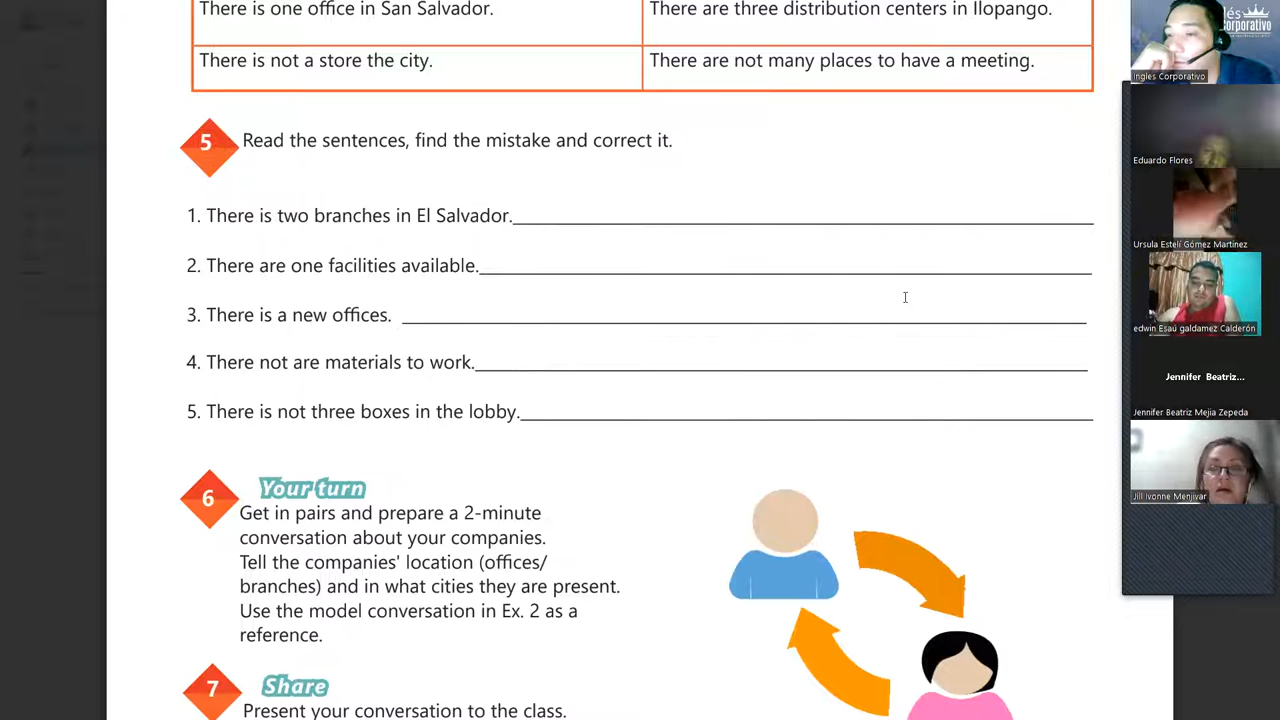 There is one office in San Salvador.
There are three distribution centers in Ilopango.
There is not a store the city.
There are not many places to have a meeting.
5
Read the sentences, find the mistake and correct it.
1. There is two branches in El Salvador.
2. There are one facilities available.
3. There is a new offices.
4. There not are materials to work.
5. There is not three boxes in the lobby.
6
Your turn
Get in pairs and prepare a 2-minute
conversation about your companies.
Tell the companies' location (offices/
branches) and in what cities they are present.
Use the model conversation in Ex. 2 as a
reference.
7
Share
Present your conversation to the class.
lés
Corporativo
Ingles Corporativo
Eduardo Flores
Ursula Estelí Gómez Martínez
edwin Esaú galdamez Calderón
Jennifer Beatriz...
Jennifer Beatriz Mejia Zepeda
Jill Ivonne Menjivar